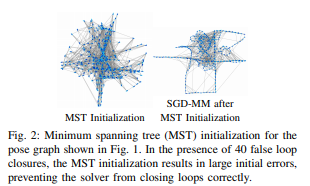 MST Initialization
SGD-MM after
MST Initialization
Fig. 2: Minimum spanning tree (MST) initialization for the
pose graph shown in Fig. 1. In the presence of 40 false loop
closures, the MST initialization results in large initial errors,
preventing the solver from closing loops correctly.